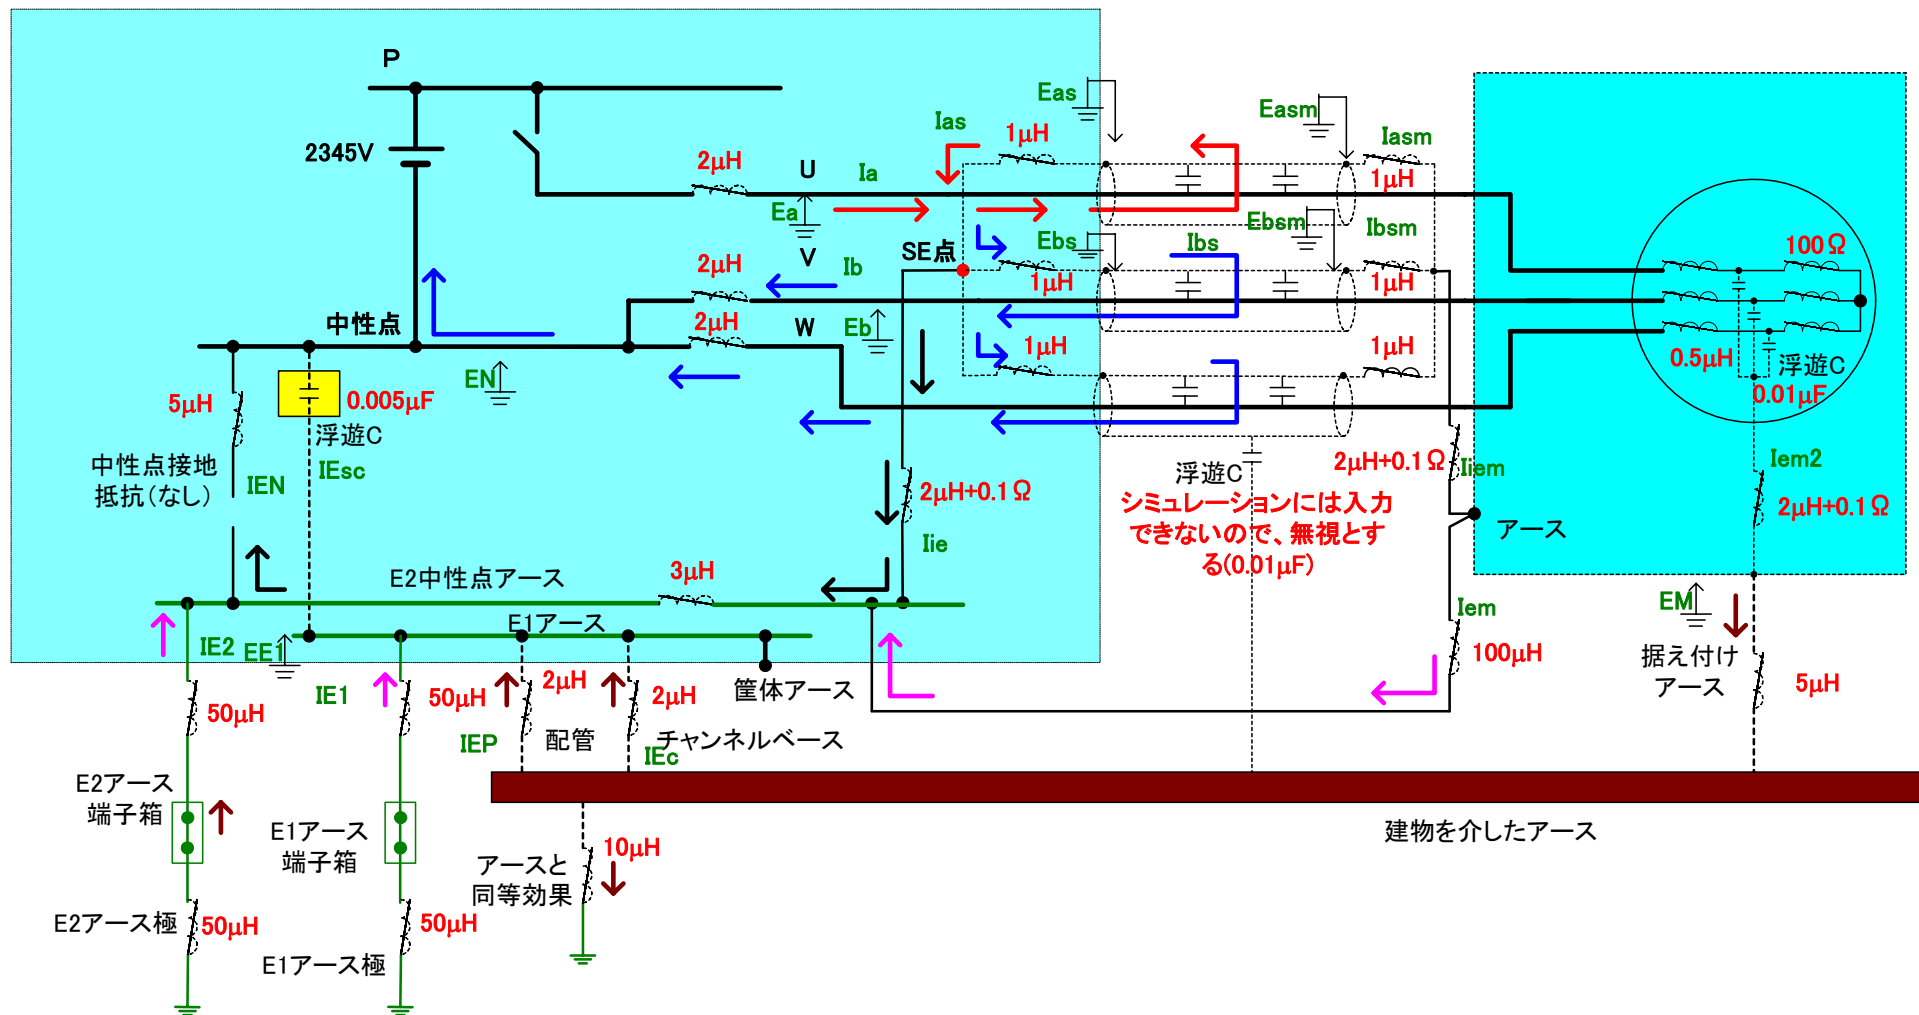 P
2345V
2μH
U
Ia
Ea
Ias
1μH
Eas
Easm
Iasm
1μH
2μH
V
Ib
SE点
Ebs
1μH
Ibs
Ebsm
Ibsm
1μH
100Ω
中性点
2μH
W
Eb
1μH
1μH
0.5μH
浮遊C
0.01μF
EN
5μH
0.005μF
浮遊C
中性点接地
抵抗(なし)
IEN
IEsc
2μH+0.1Ω
Iie
浮遊C
シミュレーションには入力
できないので、無視とす
る(0.01μF)
2μH+0.1Ω
Iiem
アース
Iem2
2μH+0.1Ω
E2中性点アース
3μH
E1アース
IE2
EE1
Iem
EM
100μH
据え付け
アース
5μH
50μH
IE1
50μH
2μH
2μH
筐体アース
IEP
配管
IEc
チャンネルベース
E2アース
端子箱
E1アース
端子箱
建物を介したアース
アースと
同等効果
10μH
E2アース極
50μH
50μH
E1アース極